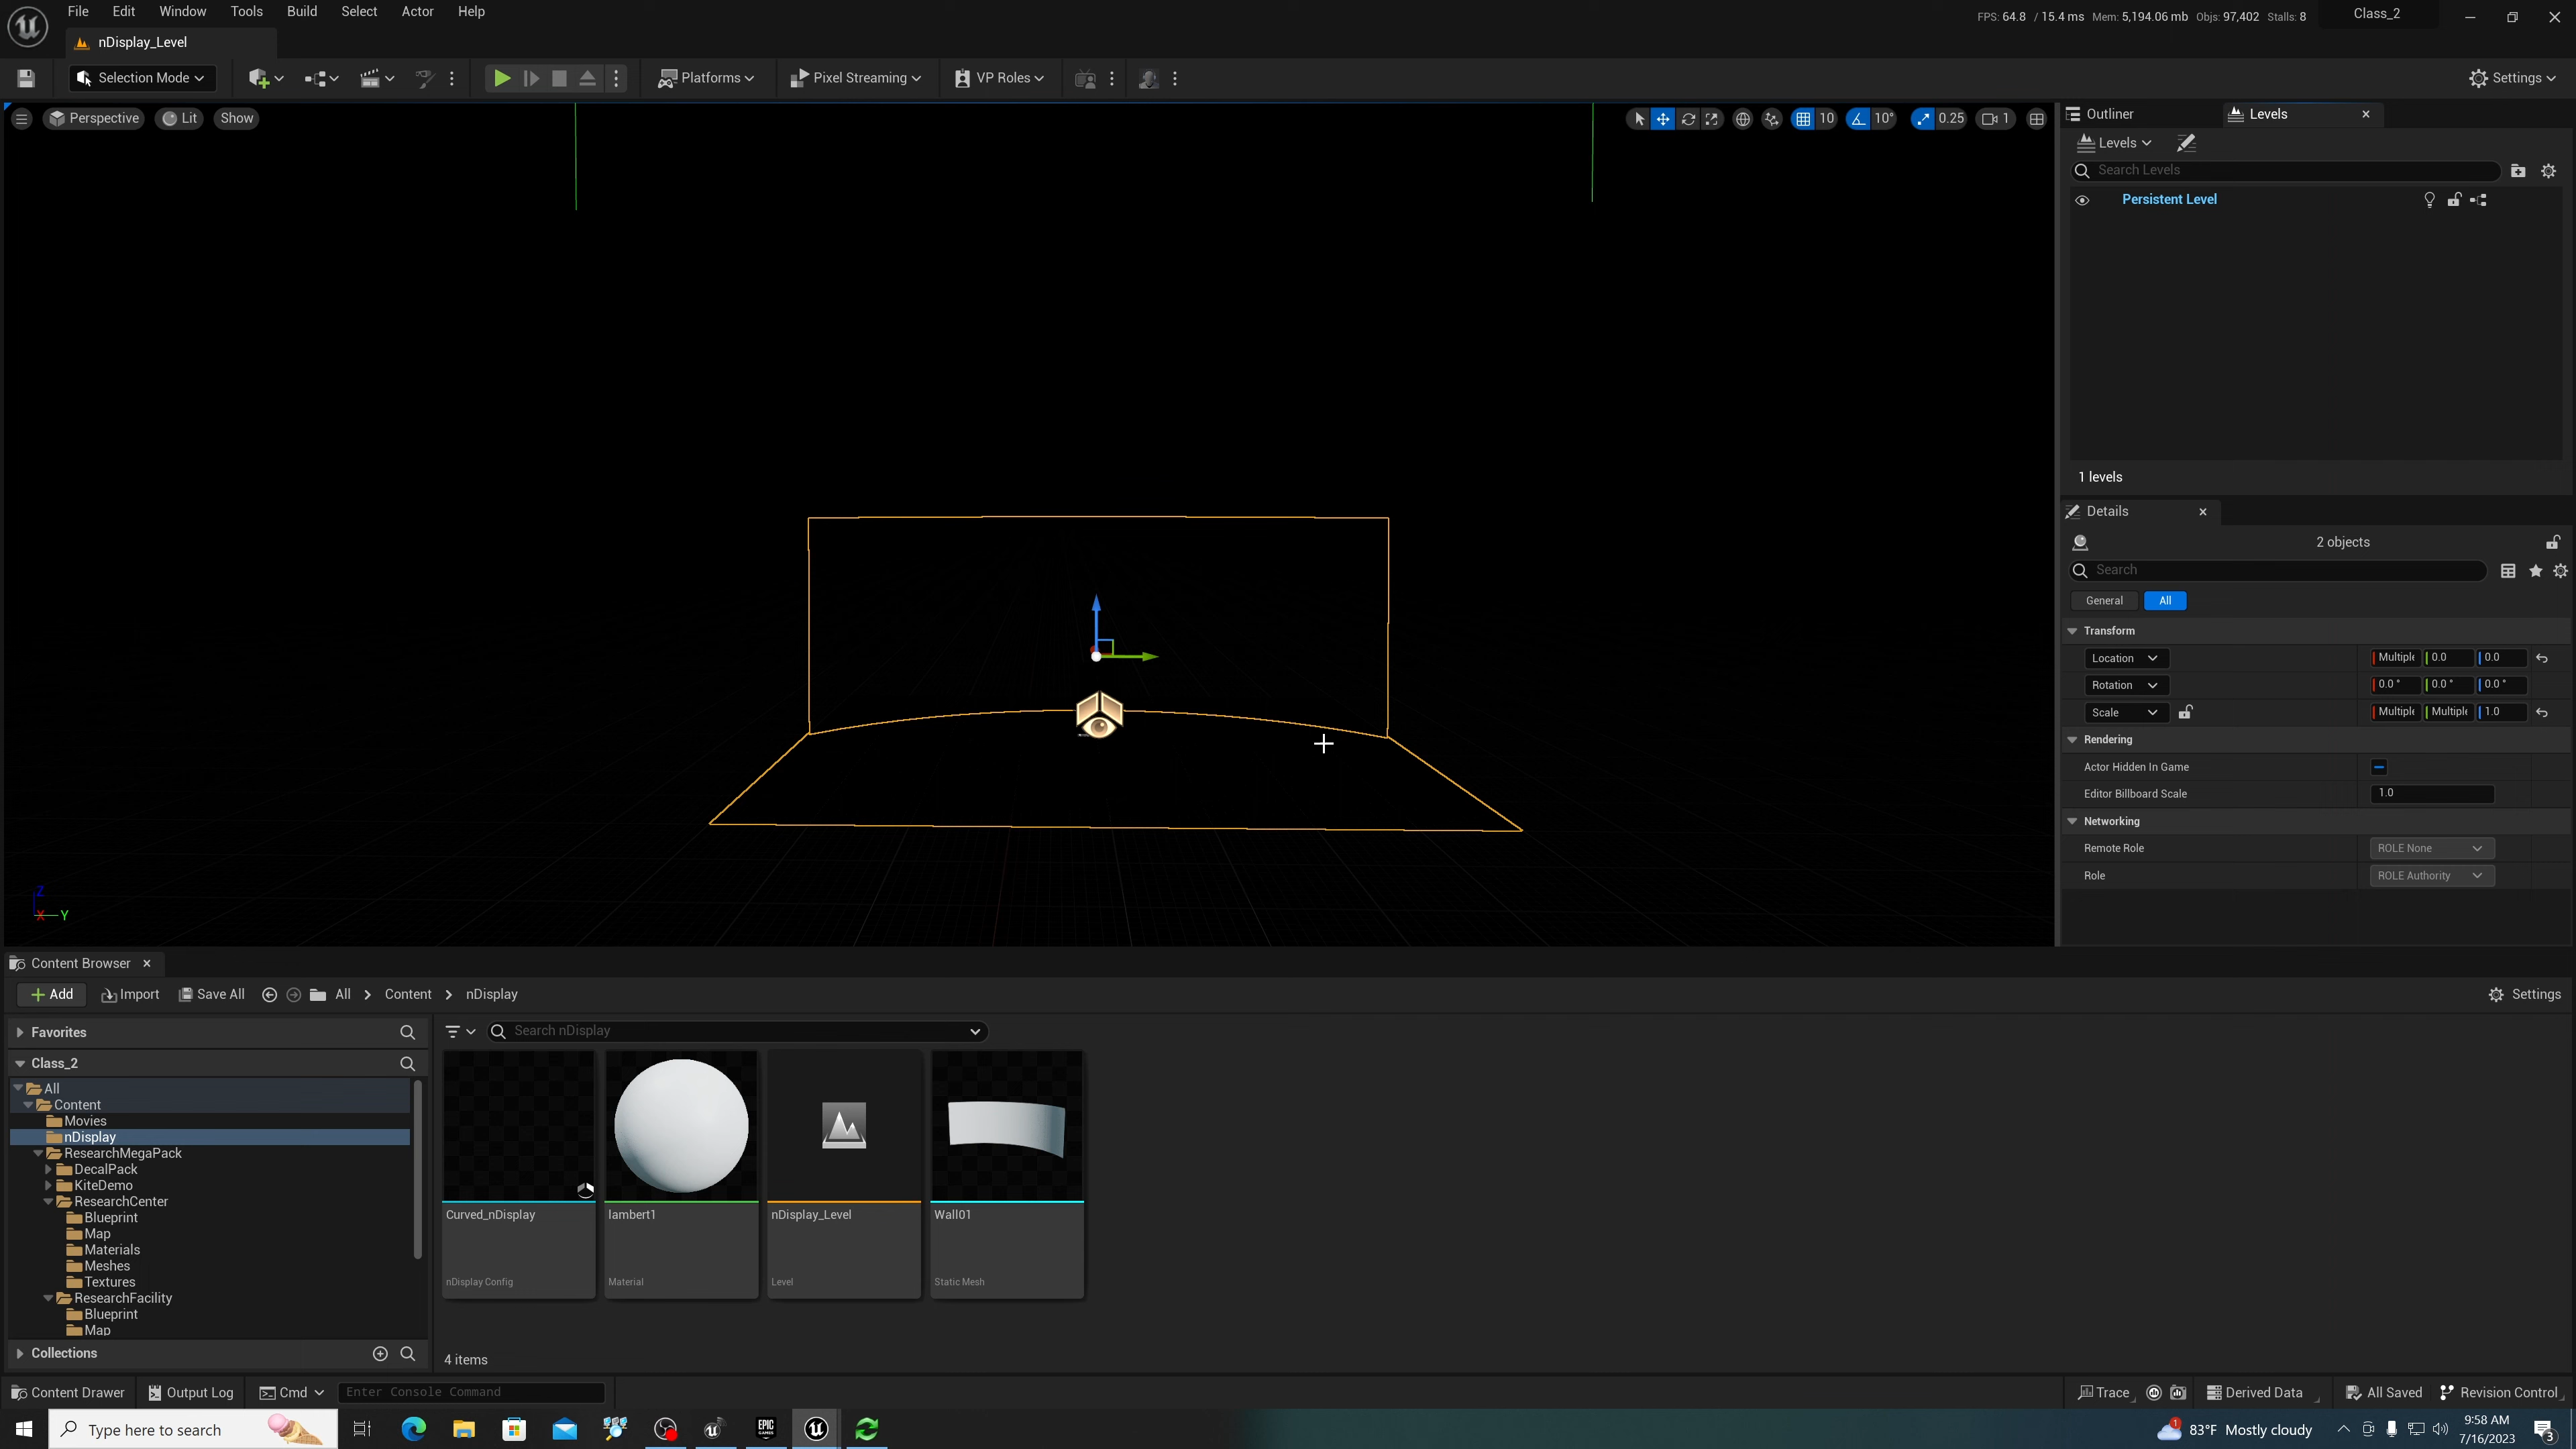 File Edit Window Tools Build Select Actor Help
FPS: 64.8 / 15.4 ms Mem: 5,194.06 mb Objs: 97,402 Stalls: 8
Class_2
nDisplay_Level
Selection Mode
Platforms
Pixel Streaming
VP Roles
Settings
Perspective
Lit
Show
10
10°
0.25
1
Outliner
Levels
Levels
Search Levels
Persistent Level
1 levels
Details
2 objects
Search
General
All
Transform
Location Multiple 0.0 0.0
Rotation 0.0 ° 0.0 ° 0.0 °
Scale Multiple Multiple 1.0
Rendering
Actor Hidden In Game
Editor Billboard Scale 1.0
Networking
Remote Role ROLE None
Role ROLE Authority
Z
X Y
Content Browser
Add Import Save All All Content nDisplay
Settings
Favorites
Search nDisplay
Class_2
All
Content
Movies
nDisplay
ResearchMegaPack
DecalPack
KiteDemo
ResearchCenter
Blueprint
Map
Materials
Meshes
Textures
ResearchFacility
Blueprint
Map
Collections
Curved_nDisplay
nDisplay Config
lambert1
Material
nDisplay_Level
Level
Wall01
Static Mesh
4 items
Content Drawer Output Log Cmd Enter Console Command
Trace Derived Data All Saved Revision Control
Type here to search
EPIC
GAMES
1
83°F Mostly cloudy
9:58 AM
7/16/2023
3